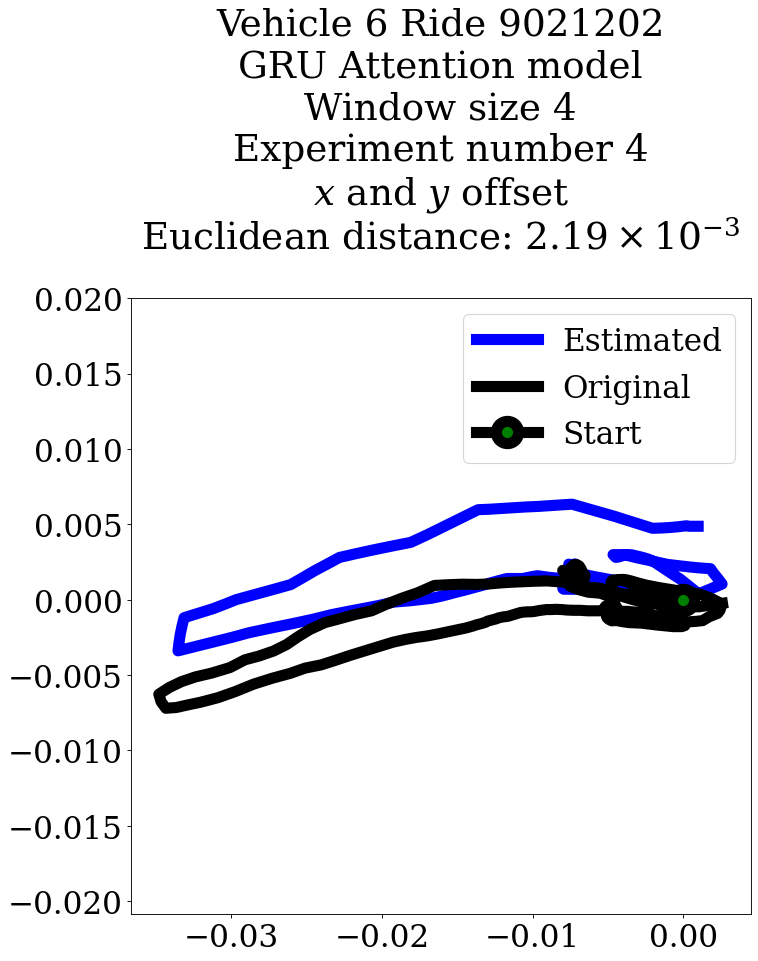 Vehicle 6 Ride 9021202
GRU Attention model
Window size 4
Experiment number 4
x and y offset
Euclidean distance: 2.19 × 10⁻³
Estimated
Original
Start
0.020
0.015
0.010
0.005
0.000
−0.005
−0.010
−0.015
−0.020
−0.03 −0.02 −0.01 0.00